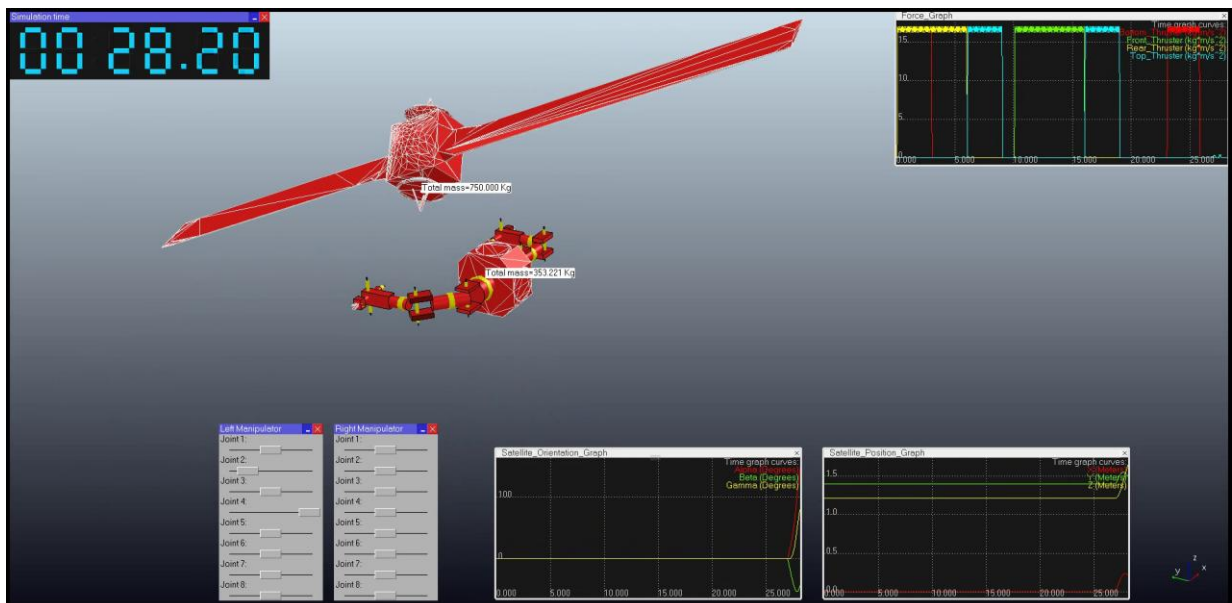 Simulation time
00 28.20
Force_Graph
Time graph curves:
Bottom_Thruster (kg*m/s^2)
Front_Thruster (kg*m/s^2)
Rear_Thruster (kg*m/s^2)
Top_Thruster (kg*m/s^2)
15.
10.
5.
0
0.000 5.000 10.000 15.000 20.000 25.000
Total mass=750.000 Kg
Total mass=353.221 Kg
Left Manipulator
Joint 1:
Joint 2:
Joint 3:
Joint 4:
Joint 5:
Joint 6:
Joint 7:
Joint 8:
Right Manipulator
Joint 1:
Joint 2:
Joint 3:
Joint 4:
Joint 5:
Joint 6:
Joint 7:
Joint 8:
Satellite_Orientation_Graph
Time graph curves:
Alpha (Degrees)
Beta (Degrees)
Gamma (Degrees)
100
0
0.000 5.000 10.000 15.000 20.000 25.000
Satellite_Position_Graph
Time graph curves:
(Meters)
Y (Meters)
Z (Meters)
1.5
1.0
0.5
0.0
0.000 5.000 10.000 15.000 20.000 25.000
z
y x